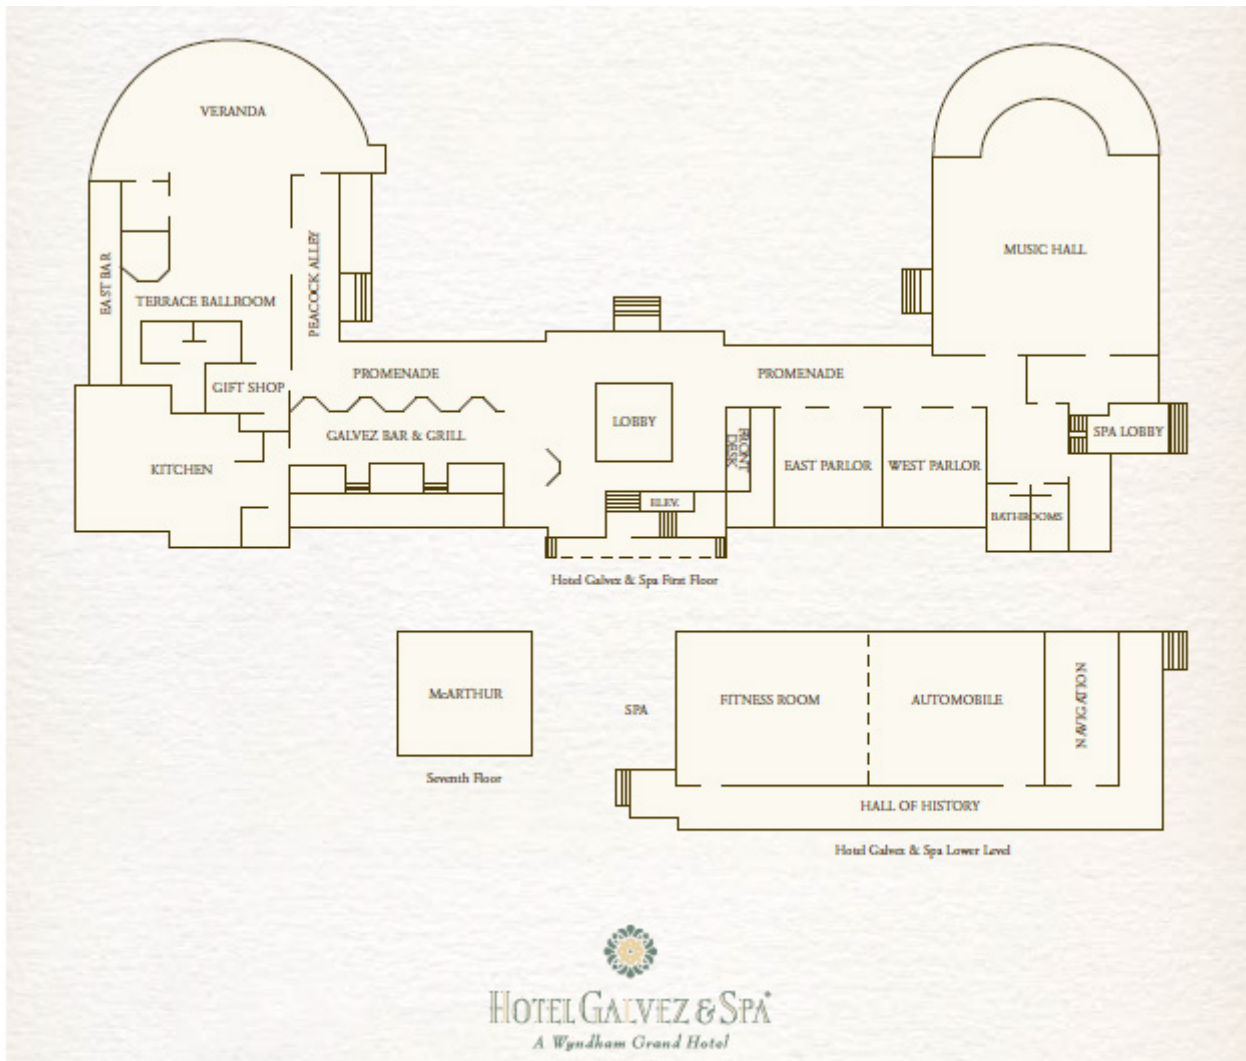 VERANDA
EAST BAR
PEACOCK ALLEY
TERRACE BALLROOM
GIFT SHOP
KITCHEN
PROMENADE
GALVEZ BAR & GRILL
LOBBY
ELEV.
FRONT
DESK
PROMENADE
EAST PARLOR
WEST PARLOR
MUSIC HALL
SPA LOBBY
BATHROOMS
Hotel Galvez & Spa First Floor
McARTHUR
Seventh Floor
SPA
FITNESS ROOM
AUTOMOBILE
NAVIGATION
HALL OF HISTORY
Hotel Galvez & Spa Lower Level
HOTEL GALVEZ & SPA®
A Wyndham Grand Hotel